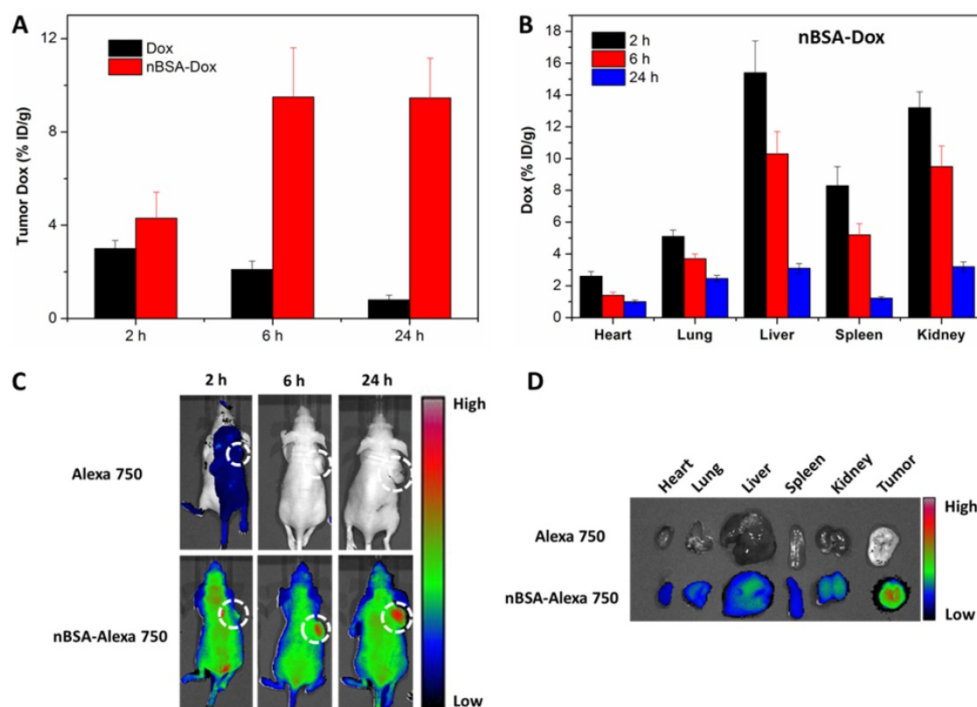 A
Tumor Dox (% ID/g)
12
8
4
0
Dox
nBSA-Dox
2 h
6 h
24 h
B
nBSA-Dox
Dox (% ID/g)
18
16
14
12
10
8
6
4
2
0
2 h
6 h
24 h
Heart
Lung
Liver
Spleen
Kidney
C
2 h
6 h
24 h
Alexa 750
nBSA-Alexa 750
High
Low
D
Heart
Lung
Liver
Spleen
Kidney
Tumor
Alexa 750
nBSA-Alexa 750
High
Low